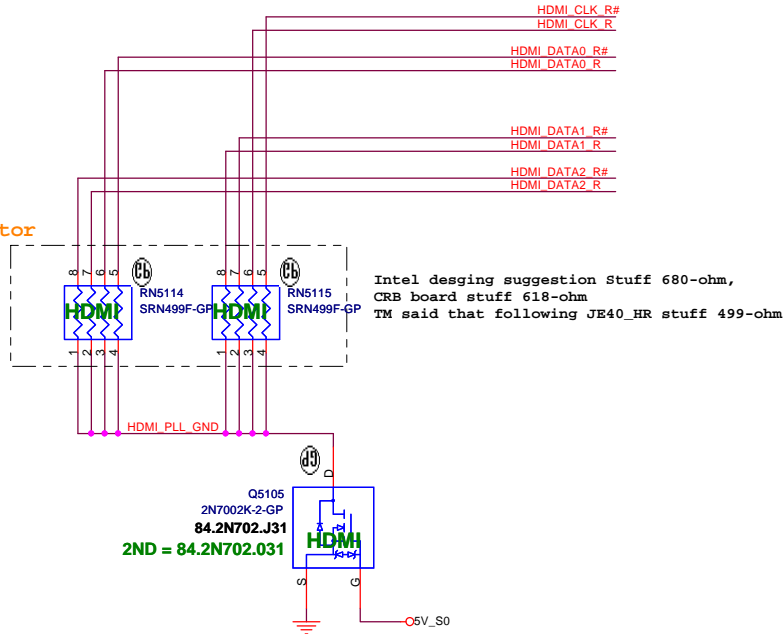 HDMI_CLK_R#
HDMI_CLK_R
HDMI_DATA0_R#
HDMI_DATA0_R
HDMI_DATA1_R#
HDMI_DATA1_R
HDMI_DATA2_R#
HDMI_DATA2_R
tor
8 7 6 5
8 7 6 5
RN5114
SRN499F-GP
HDMI
RN5115
SRN499F-GP
HDMI
1 2 3 4
1 2 3 4
Intel desging suggestion Stuff 680-ohm,
CRB board stuff 618-ohm
TM said that following JE40_HR stuff 499-ohm
HDMI_PLL_GND
D
Q5105
2N7002K-2-GP
84.2N702.J31
2ND = 84.2N702.031
HDMI
S
G
5V_S0